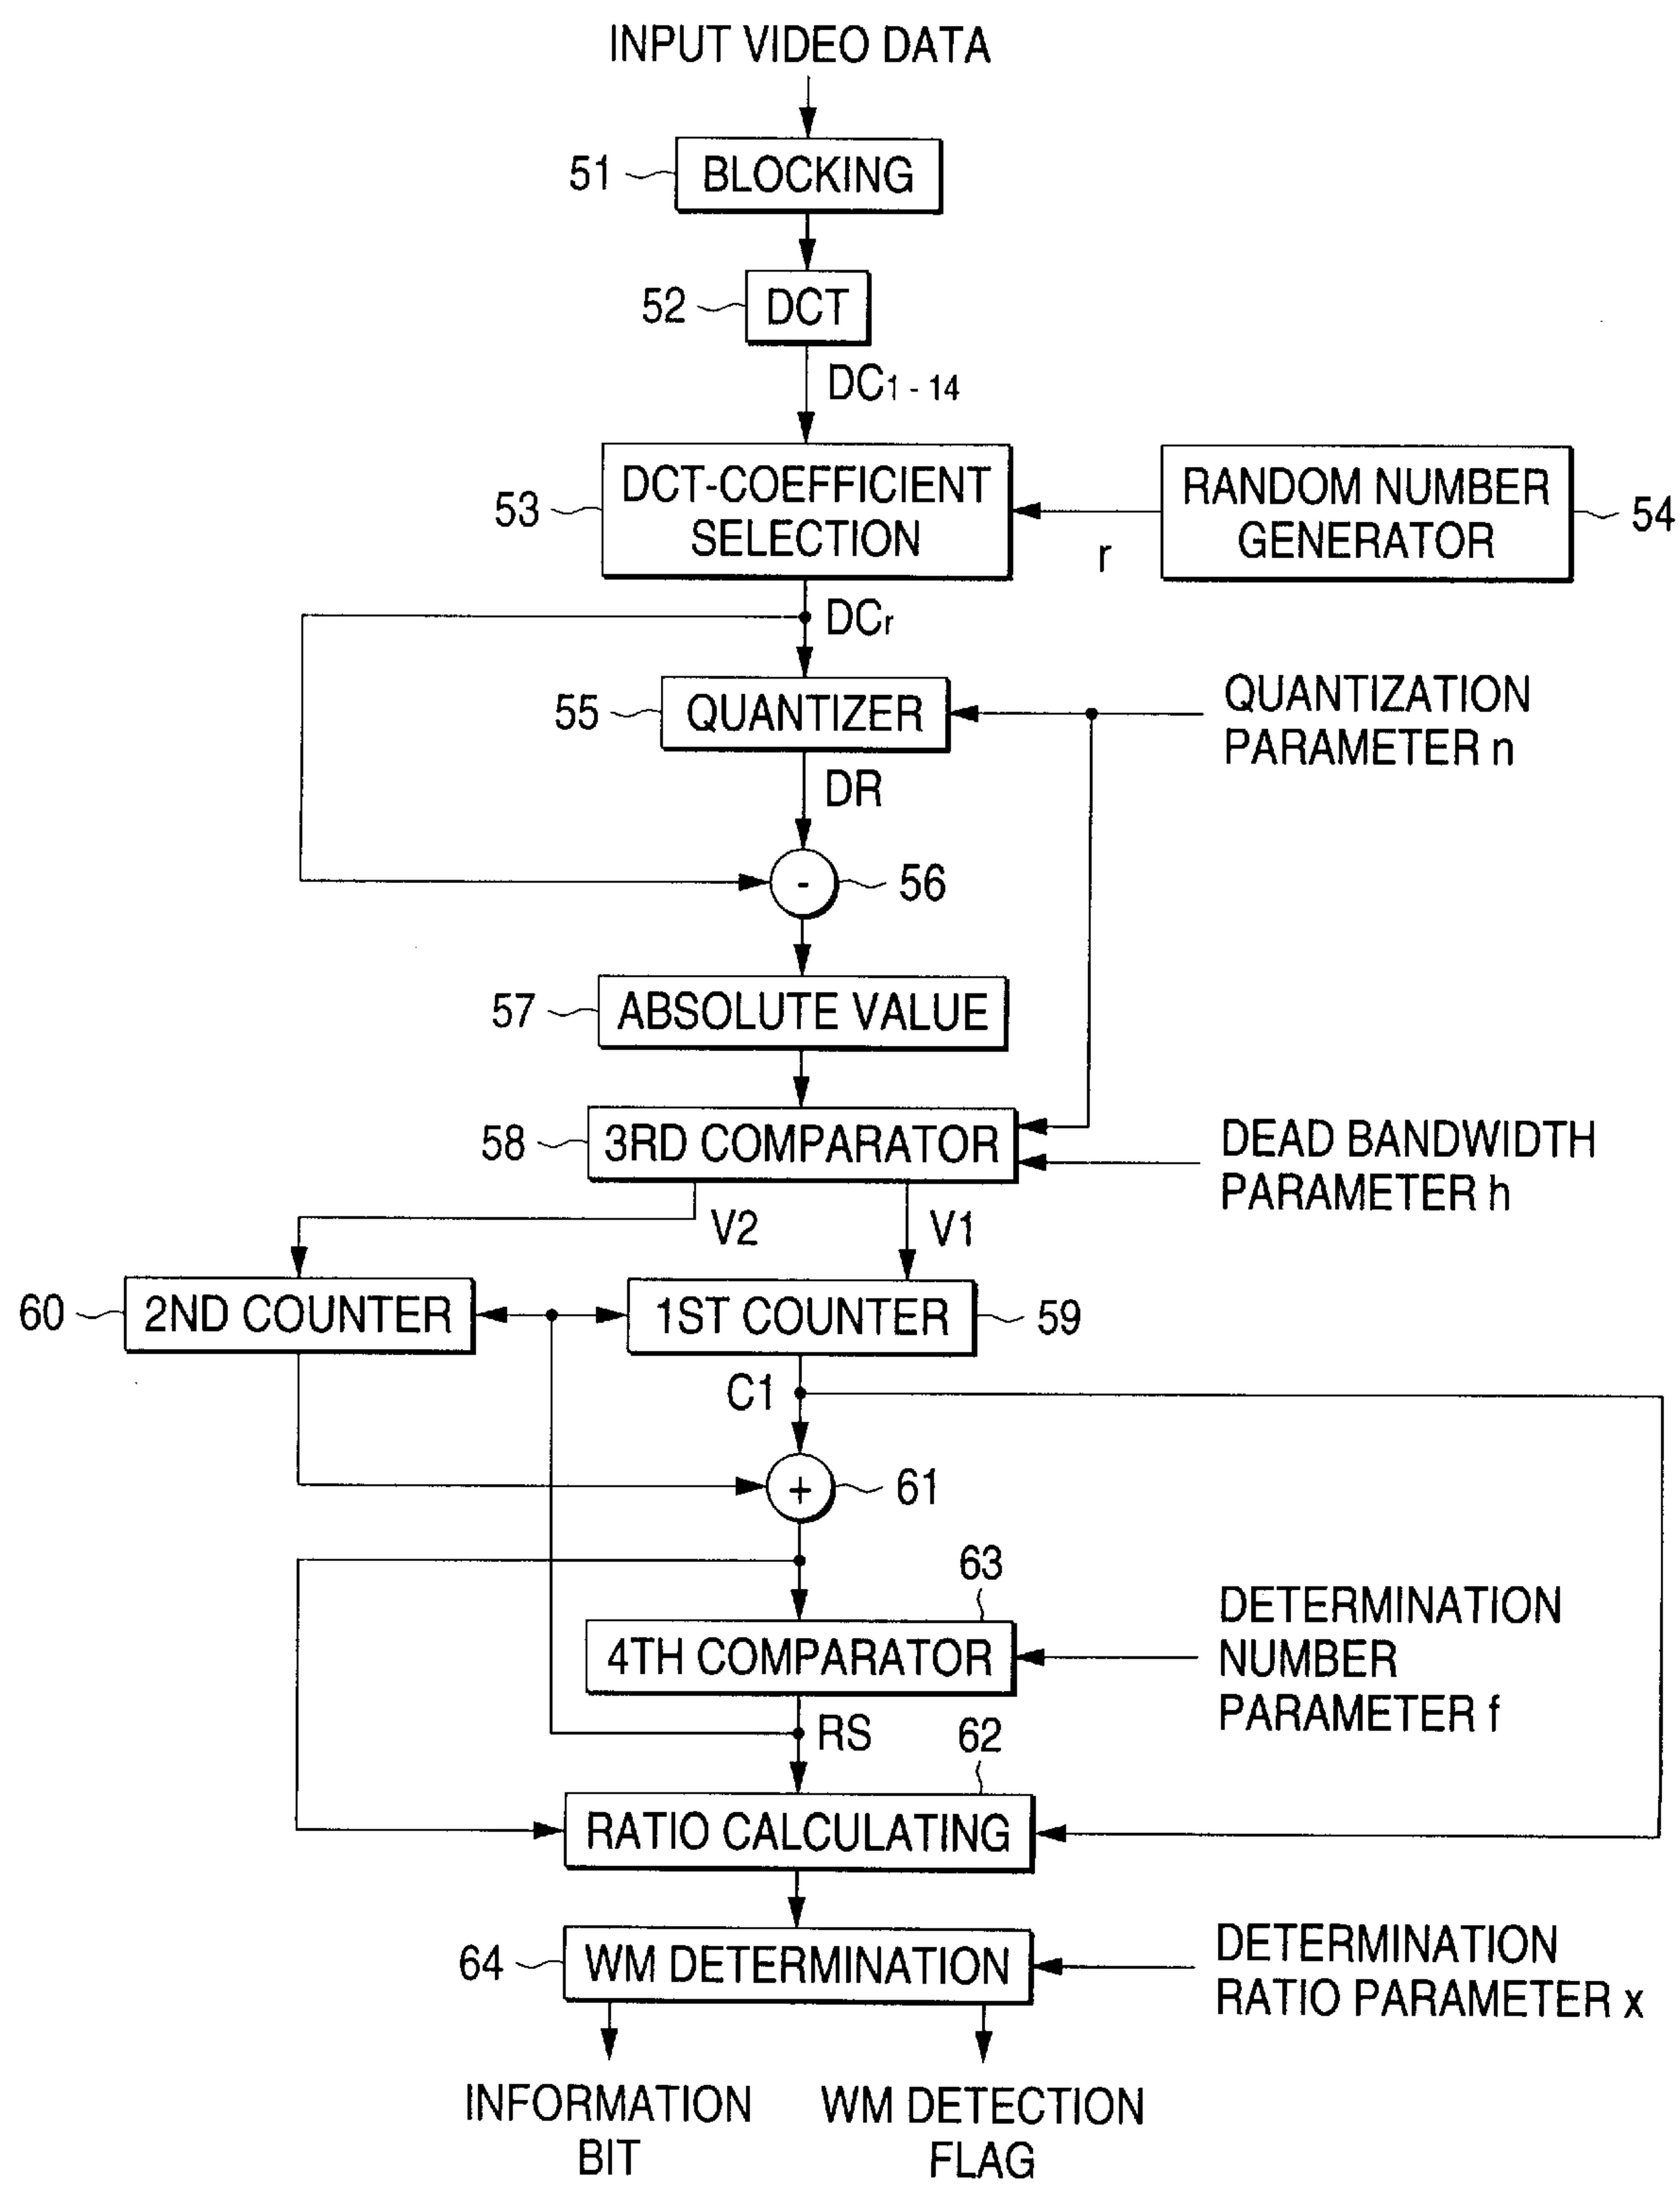 INPUT VIDEO DATA
51
BLOCKING
52
DCT
DC1-14
53
DCT-COEFFICIENT
SELECTION
RANDOM NUMBER
GENERATOR
54
r
DCr
55
QUANTIZER
QUANTIZATION
PARAMETER n
DR
-
56
57
ABSOLUTE VALUE
58
3RD COMPARATOR
DEAD BANDWIDTH
PARAMETER h
V2
V1
60
2ND COUNTER
1ST COUNTER
59
C1
+
61
63
4TH COMPARATOR
DETERMINATION
NUMBER
PARAMETER f
RS
62
RATIO CALCULATING
64
WM DETERMINATION
DETERMINATION
RATIO PARAMETER x
INFORMATION
BIT
WM DETECTION
FLAG